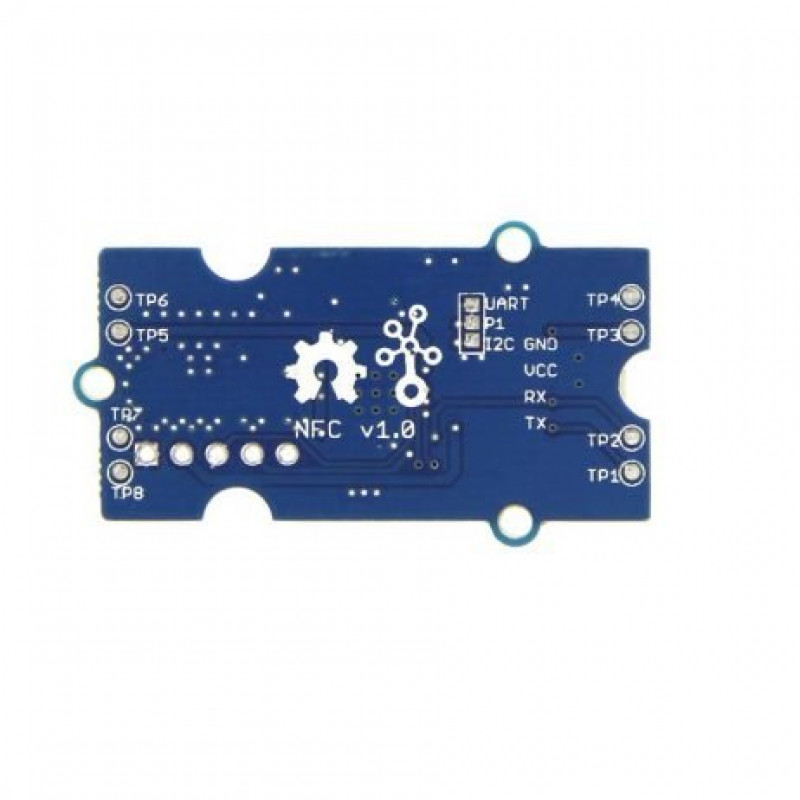 TP6
UART
TP4
TP5
P1
TP3
I2C GND
VCC
RX
TP7
TX
NFC v1.0
TP2
TP8
TP1